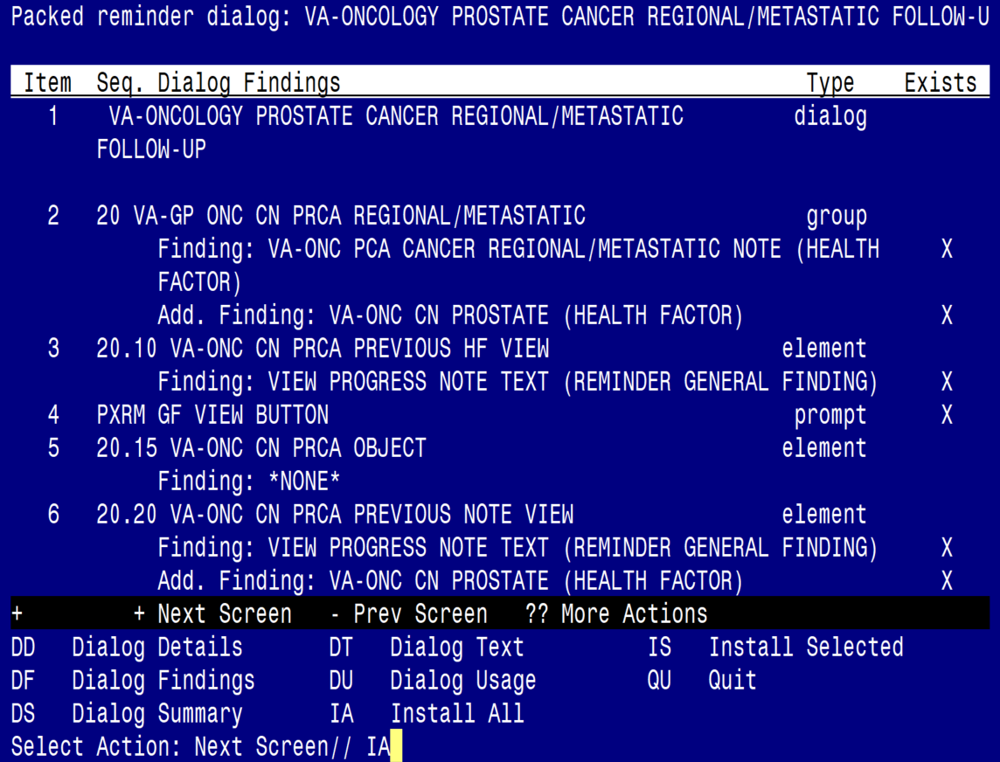 Packed reminder dialog: VA-ONCOLOGY PROSTATE CANCER REGIONAL/METASTATIC FOLLOW-U
Item Seq. Dialog Findings Type Exists
1 VA-ONCOLOGY PROSTATE CANCER REGIONAL/METASTATIC dialog
FOLLOW-UP
2 20 VA-GP ONC CN PRCA REGIONAL/METASTATIC group
Finding: VA-ONC PCA CANCER REGIONAL/METASTATIC NOTE (HEALTH X
FACTOR)
Add. Finding: VA-ONC CN PROSTATE (HEALTH FACTOR) X
3 20.10 VA-ONC CN PRCA PREVIOUS HF VIEW element
Finding: VIEW PROGRESS NOTE TEXT (REMINDER GENERAL FINDING) X
4 PXRM GF VIEW BUTTON prompt X
5 20.15 VA-ONC CN PRCA OBJECT element
Finding: *NONE*
6 20.20 VA-ONC CN PRCA PREVIOUS NOTE VIEW element
Finding: VIEW PROGRESS NOTE TEXT (REMINDER GENERAL FINDING) X
Add. Finding: VA-ONC CN PROSTATE (HEALTH FACTOR) X
+ + Next Screen - Prev Screen ?? More Actions
DD Dialog Details DT Dialog Text IS Install Selected
DF Dialog Findings DU Dialog Usage QU Quit
DS Dialog Summary IA Install All
Select Action: Next Screen// IA